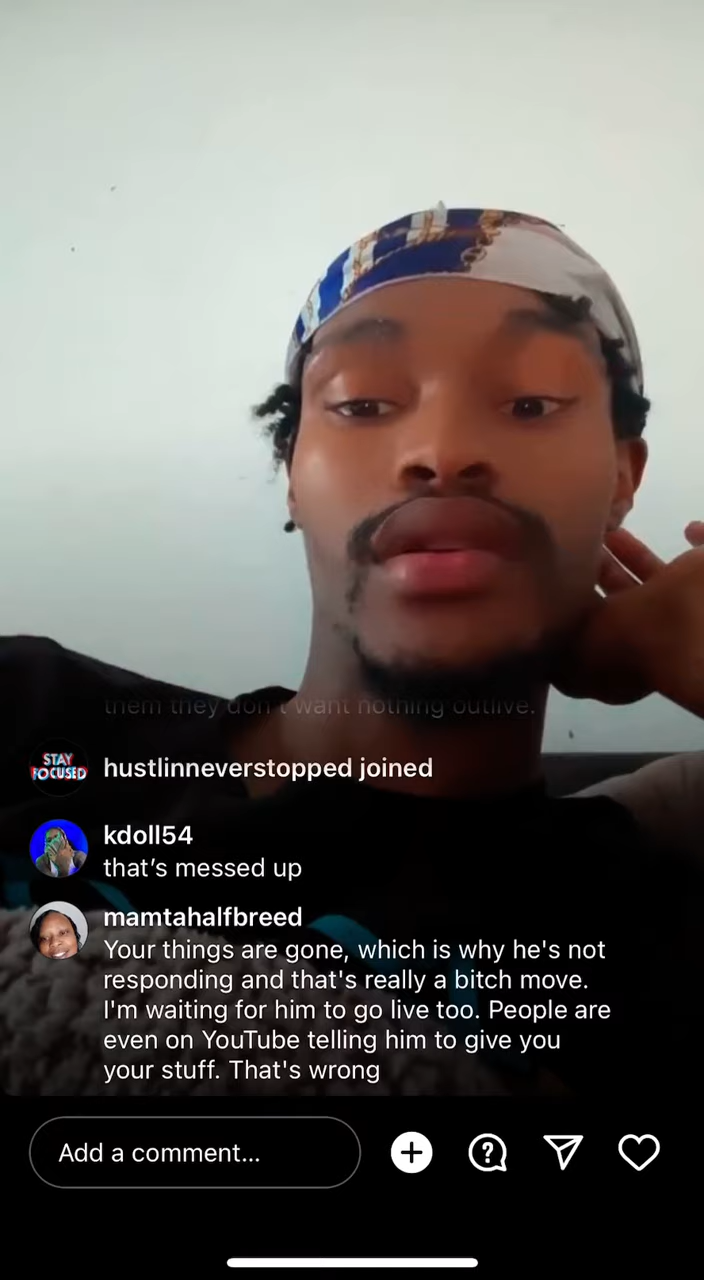 them they don't want nothing outlive.
STAY
FOCUSED
hustlinneverstopped joined
kdoll54
that’s messed up
mamtahalfbreed
Your things are gone, which is why he's not
responding and that's really a bitch move.
I'm waiting for him to go live too. People are
even on YouTube telling him to give you
your stuff. That's wrong
Add a comment...